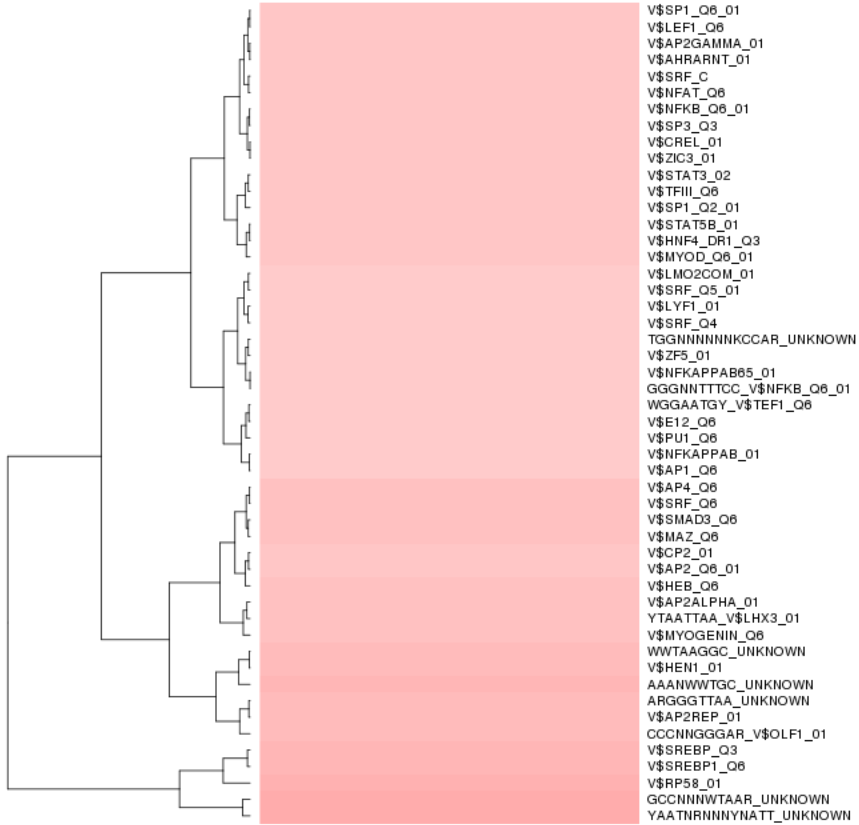 V$SP1_Q6_01
V$LEF1_Q6
V$AP2GAMMA_01
V$AHRARNT_01
V$SRF_C
V$NFAT_Q6
V$NFKB_Q6_01
V$SP3_Q3
V$CREL_01
V$ZIC3_01
V$STAT3_02
V$TFIII_Q6
V$SP1_Q2_01
V$STAT5B_01
V$HNF4_DR1_Q3
V$MYOD_Q6_01
V$LMO2COM_01
V$SRF_Q5_01
V$LYF1_01
V$SRF_Q4
TGGNNNNNNKCCAR_UNKNOWN
V$ZF5_01
V$NFKAPPAB65_01
GGGNNTTTCC_V$NFKB_Q6_01
WGGAATGY_V$TEF1_Q6
V$E12_Q6
V$PU1_Q6
V$NFKAPPAB_01
V$AP1_Q6
V$AP4_Q6
V$SRF_Q6
V$SMAD3_Q6
V$MAZ_Q6
V$CP2_01
V$AP2_Q6_01
V$HEB_Q6
V$AP2ALPHA_01
YTAATTAA_V$LHX3_01
V$MYOGENIN_Q6
WWTAAGGC_UNKNOWN
V$HEN1_01
AAANWWTGC_UNKNOWN
ARGGGTTAA_UNKNOWN
V$AP2REP_01
CCCNNGGGAR_V$OLF1_01
V$SREBP_Q3
V$SREBP1_Q6
V$RP58_01
GCCNNNWTAAR_UNKNOWN
YAATNRNNNYNATT_UNKNOWN